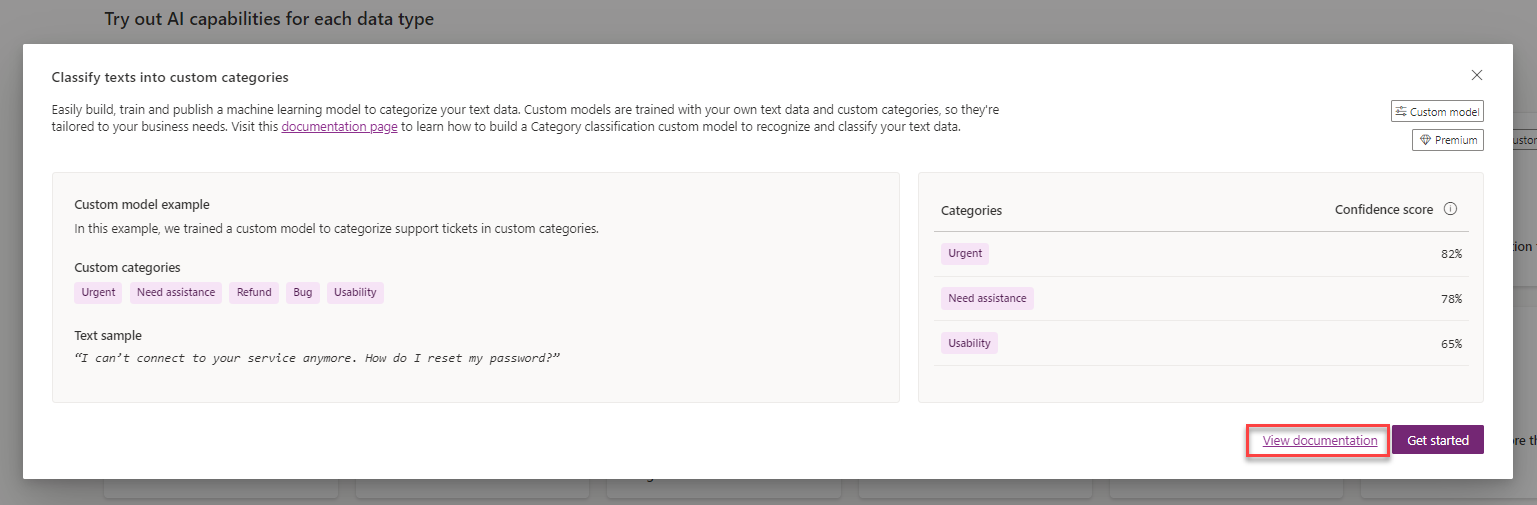 Try out AI capabilities for each data type
Classify texts into custom categories
Easily build, train and publish a machine learning model to categorize your text data. Custom models are trained with your own text data and custom categories, so they're
tailored to your business needs. Visit this documentation page to learn how to build a Category classification custom model to recognize and classify your text data.
Custom model
Premium
Custom model example
In this example, we trained a custom model to categorize support tickets in custom categories.
Custom categories
Urgent Need assistance Refund Bug Usability
Text sample
“I can’t connect to your service anymore. How do I reset my password?”
Categories Confidence score
Urgent 82%
Need assistance 78%
Usability 65%
View documentation Get started